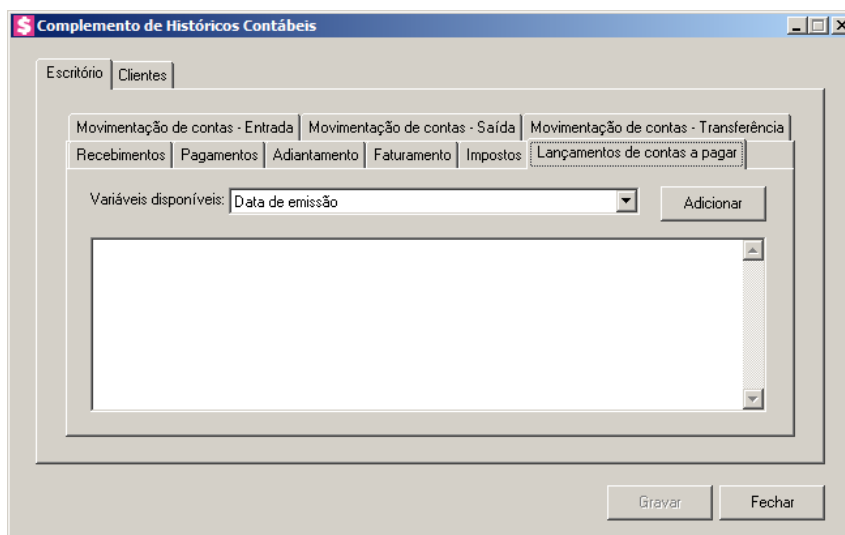 Complemento de Históricos Contábeis
Escritório Clientes
Movimentação de contas - Entrada Movimentação de contas - Saída Movimentação de contas - Transferência
Recebimentos Pagamentos Adiantamento Faturamento Impostos Lançamentos de contas a pagar
Variáveis disponíveis: Data de emissão Adicionar
Gravar Fechar